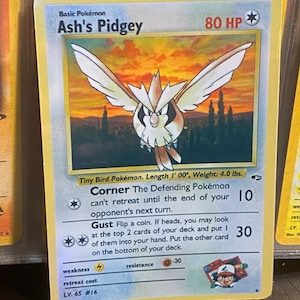 Basic Pokémon
Ash's Pidgey
80 HP
Tiny Bird Pokémon. Length 1' 00", Weight: 4.0 lbs.
Corner The Defending Pokémon
can't retreat until the end of your
opponent's next turn.
10
Gust Flip a coin. If heads, you may look
at the top 2 cards of your deck and put 1
of them into your hand. Put the other card
on the bottom of your deck.
30
weakness
resistance
-30
retreat cost
LV. 65 #16